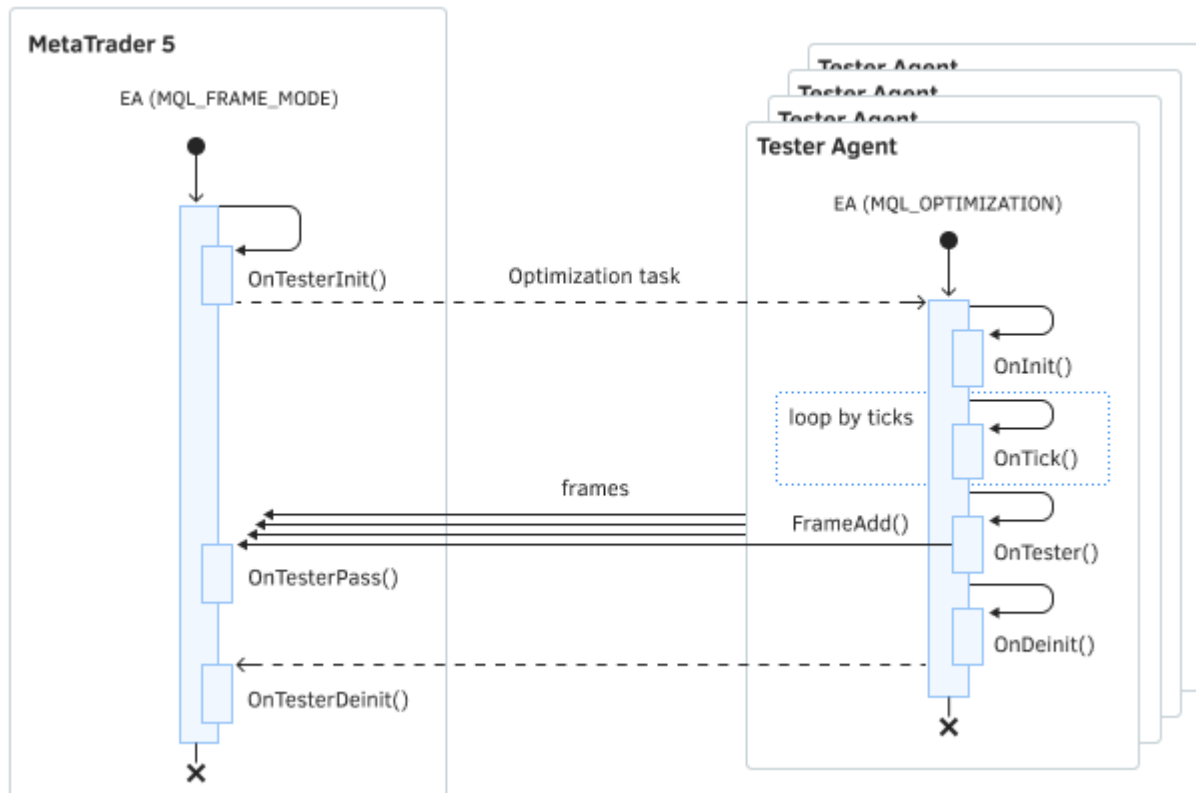 MetaTrader 5
EA (MQL_FRAME_MODE)
Tester Agent
Tester Agent
Tester Agent
Tester Agent
EA (MQL_OPTIMIZATION)
OnTesterInit()
Optimization task
OnInit()
loop by ticks
OnTick()
frames
FrameAdd()
OnTester()
OnTesterPass()
OnDeinit()
OnTesterDeinit()